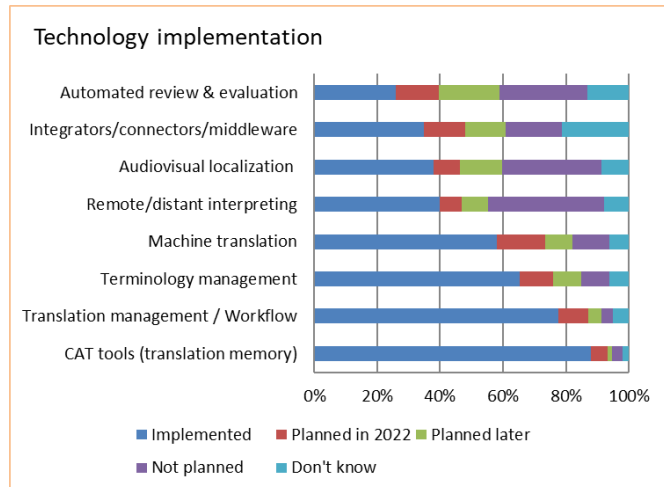 Technology implementation
Automated review & evaluation
Integrators/connectors/middleware
Audiovisual localization
Remote/distant interpreting
Machine translation
Terminology management
Translation management / Workflow
CAT tools (translation memory)
0% 20% 40% 60% 80% 100%
Implemented Planned in 2022 Planned later
Not planned Don't know